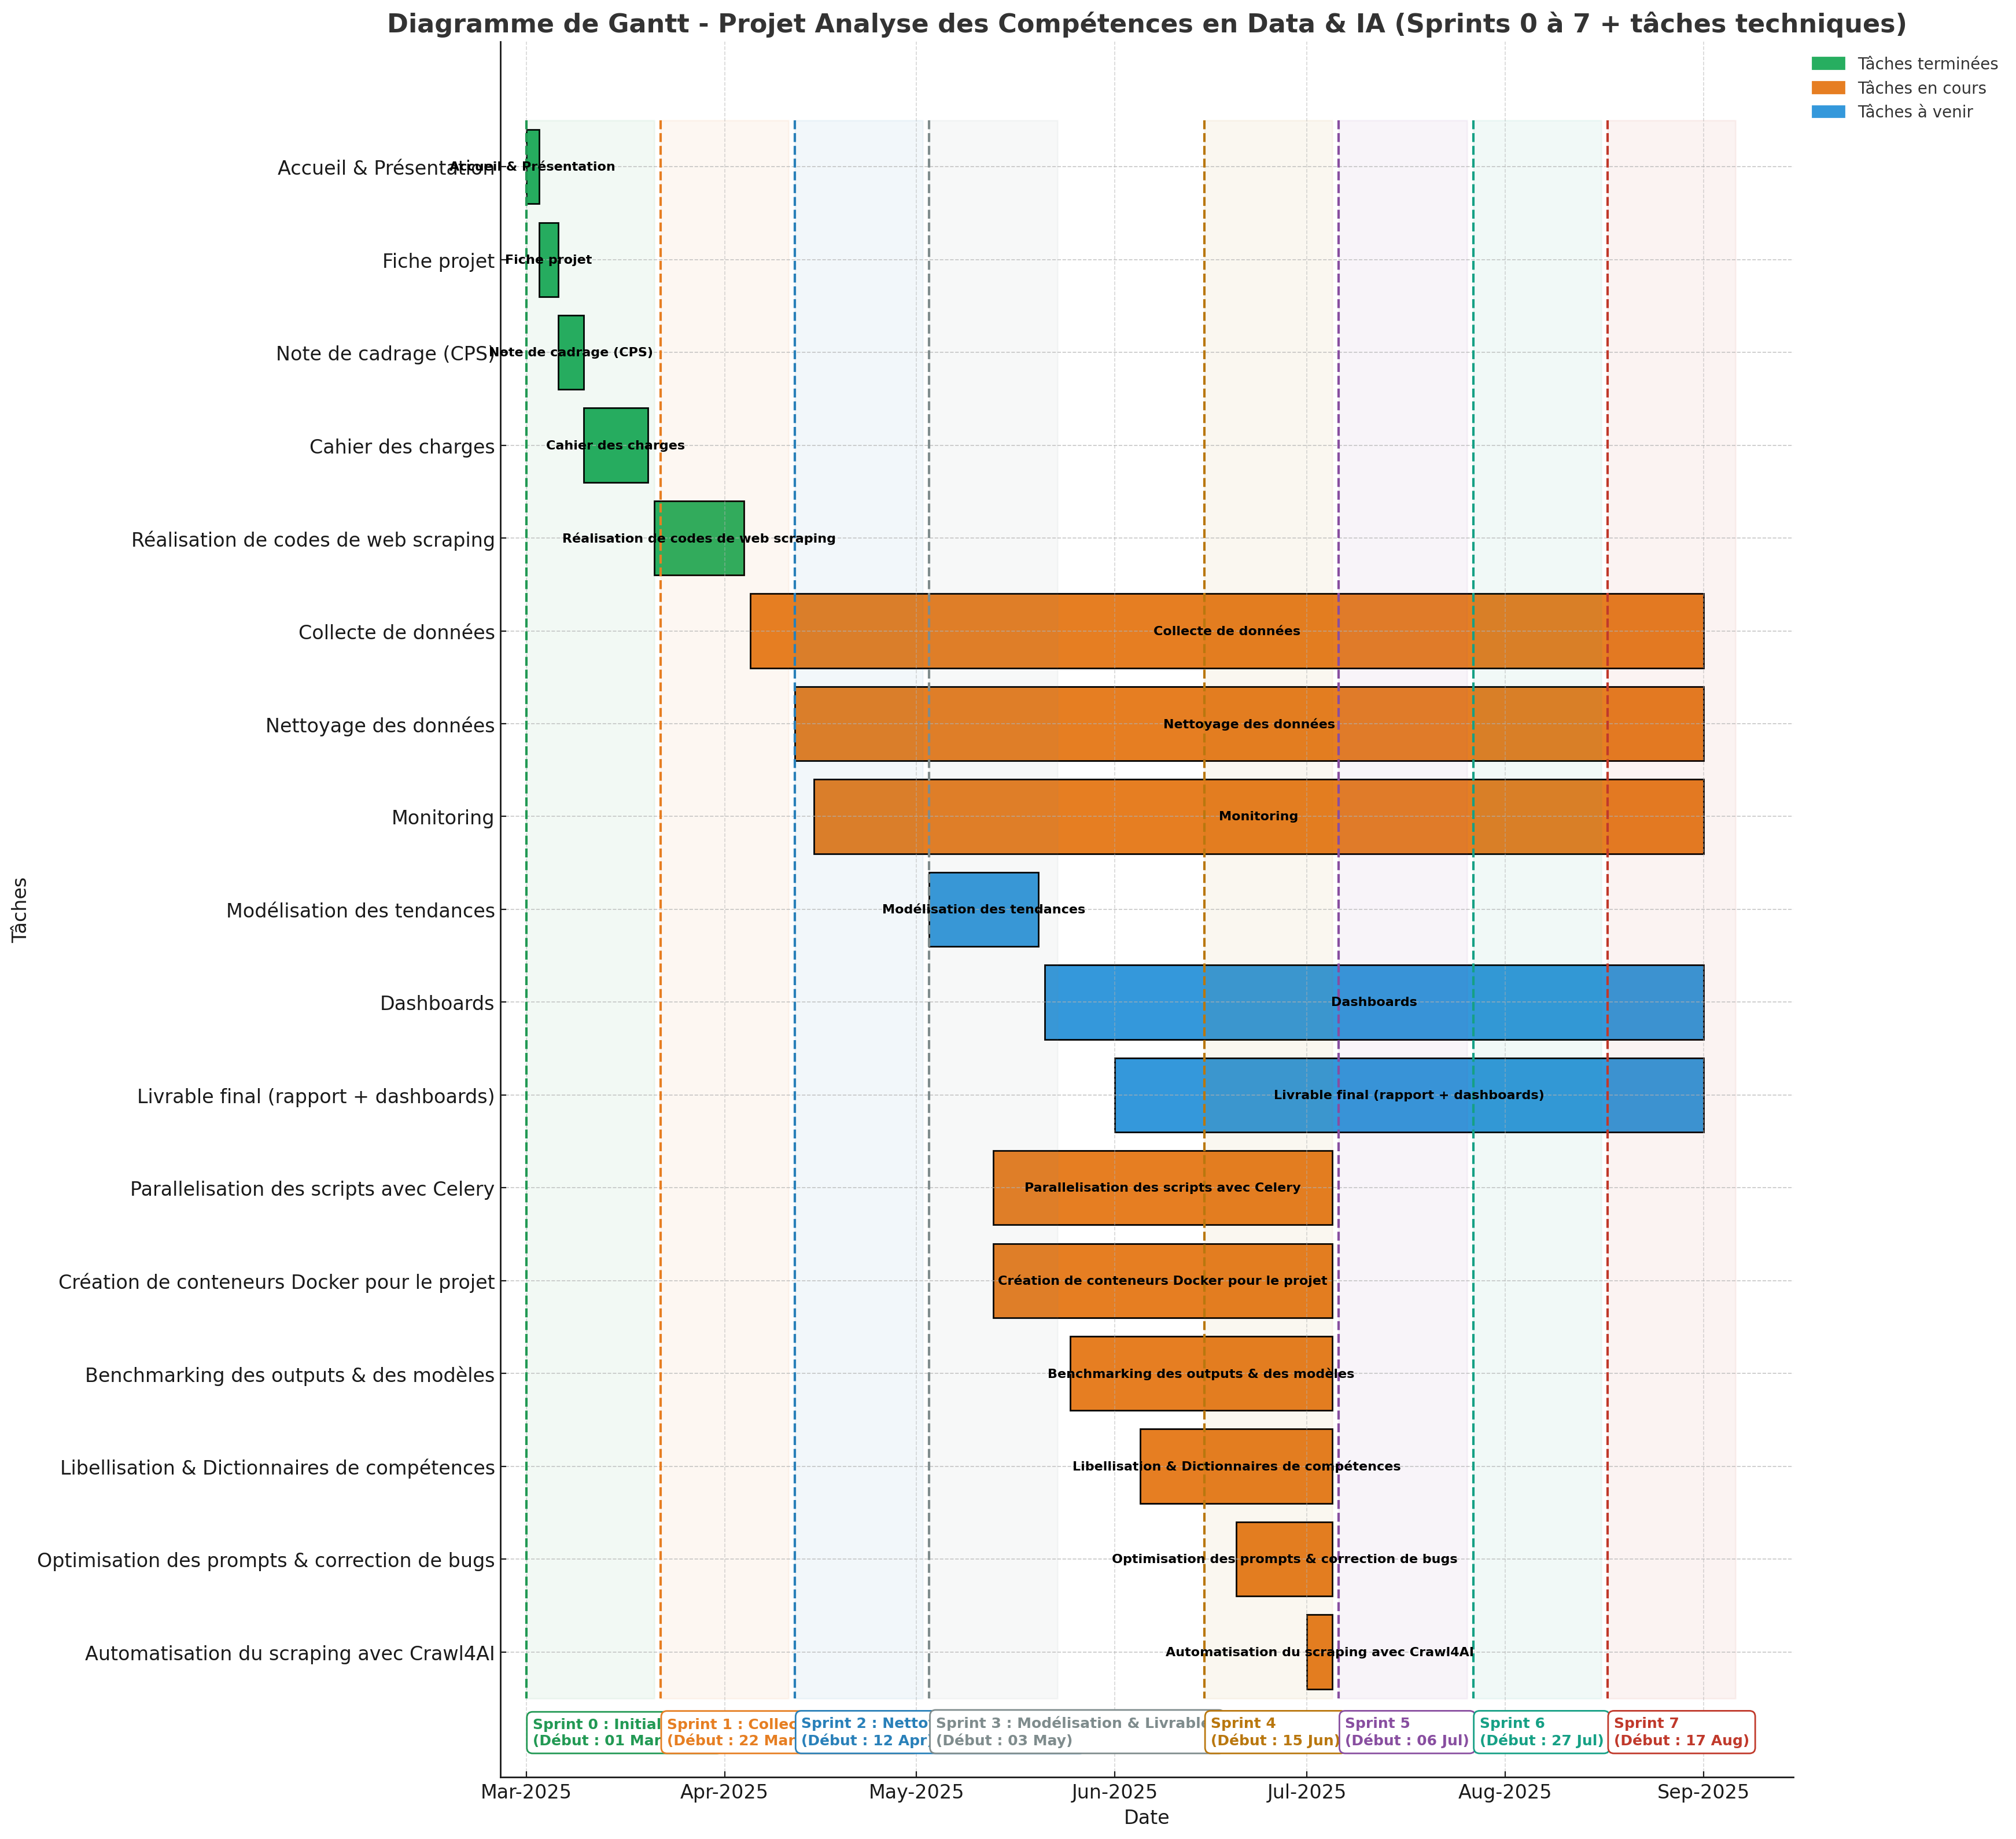 Diagramme de Gantt - Projet Analyse des Compétences en Data & IA (Sprints 0 à 7 + tâches techniques)
Tâches terminées
Tâches en cours
Tâches à venir
Tâches
Accueil & Présentation
Accueil & Présentation
Fiche projet
Fiche projet
Note de cadrage (CPS)
Note de cadrage (CPS)
Cahier des charges
Cahier des charges
Réalisation de codes de web scraping
Réalisation de codes de web scraping
Collecte de données
Collecte de données
Nettoyage des données
Nettoyage des données
Monitoring
Monitoring
Modélisation des tendances
Modélisation des tendances
Dashboards
Dashboards
Livrable final (rapport + dashboards)
Livrable final (rapport + dashboards)
Parallelisation des scripts avec Celery
Parallelisation des scripts avec Celery
Création de conteneurs Docker pour le projet
Création de conteneurs Docker pour le projet
Benchmarking des outputs & des modèles
Benchmarking des outputs & des modèles
Libellisation & Dictionnaires de compétences
Libellisation & Dictionnaires de compétences
Optimisation des prompts & correction de bugs
Optimisation des prompts & correction de bugs
Automatisation du scraping avec Crawl4AI
Automatisation du scraping avec Crawl4AI
Sprint 0 : Initial
(Début : 01 Mar
Sprint 1 : Collec
(Début : 22 Mar
Sprint 2 : Netto
(Début : 12 Apr
Sprint 3 : Modélisation & Livrable
(Début : 03 May)
Sprint 4
(Début : 15 Jun)
Sprint 5
(Début : 06 Jul)
Sprint 6
(Début : 27 Jul)
Sprint 7
(Début : 17 Aug)
Mar-2025
Apr-2025
May-2025
Jun-2025
Jul-2025
Aug-2025
Sep-2025
Date